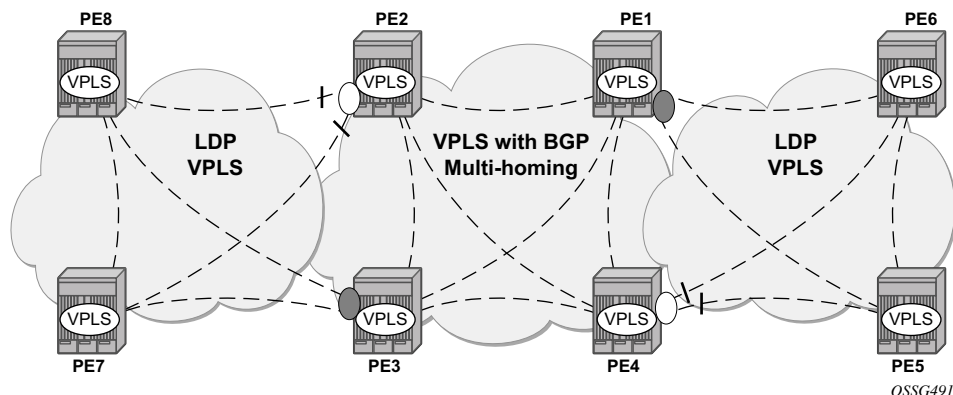 PE8
PE2
PE1
PE6
VPLS
VPLS
VPLS
VPLS
LDP
VPLS
VPLS with BGP
Multi-homing
LDP
VPLS
VPLS
VPLS
VPLS
VPLS
PE7
PE3
PE4
PE5
OSSG491